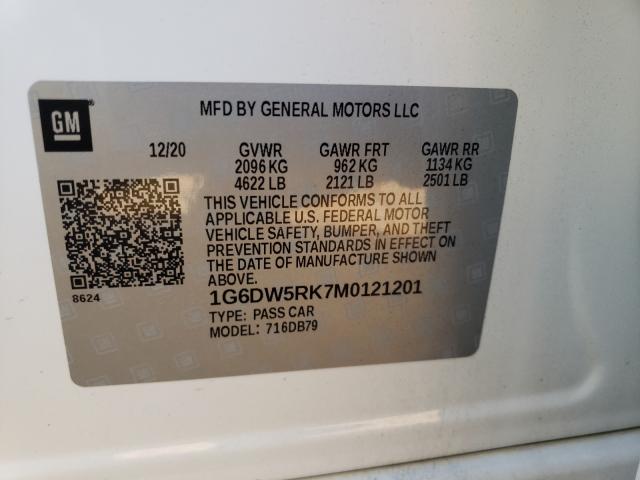 GM
®
MFD BY GENERAL MOTORS LLC
12/20 GVWR GAWR FRT GAWR RR
2096 KG 962 KG 1134 KG
4622 LB 2121 LB 2501 LB
THIS VEHICLE CONFORMS TO ALL
APPLICABLE U.S. FEDERAL MOTOR
VEHICLE SAFETY, BUMPER, AND THEFT
PREVENTION STANDARDS IN EFFECT ON
THE DATE OF MANUFACTURE SHOWN
ABOVE.
8624
1G6DW5RK7M0121201
TYPE: PASS CAR
MODEL: 716DB79